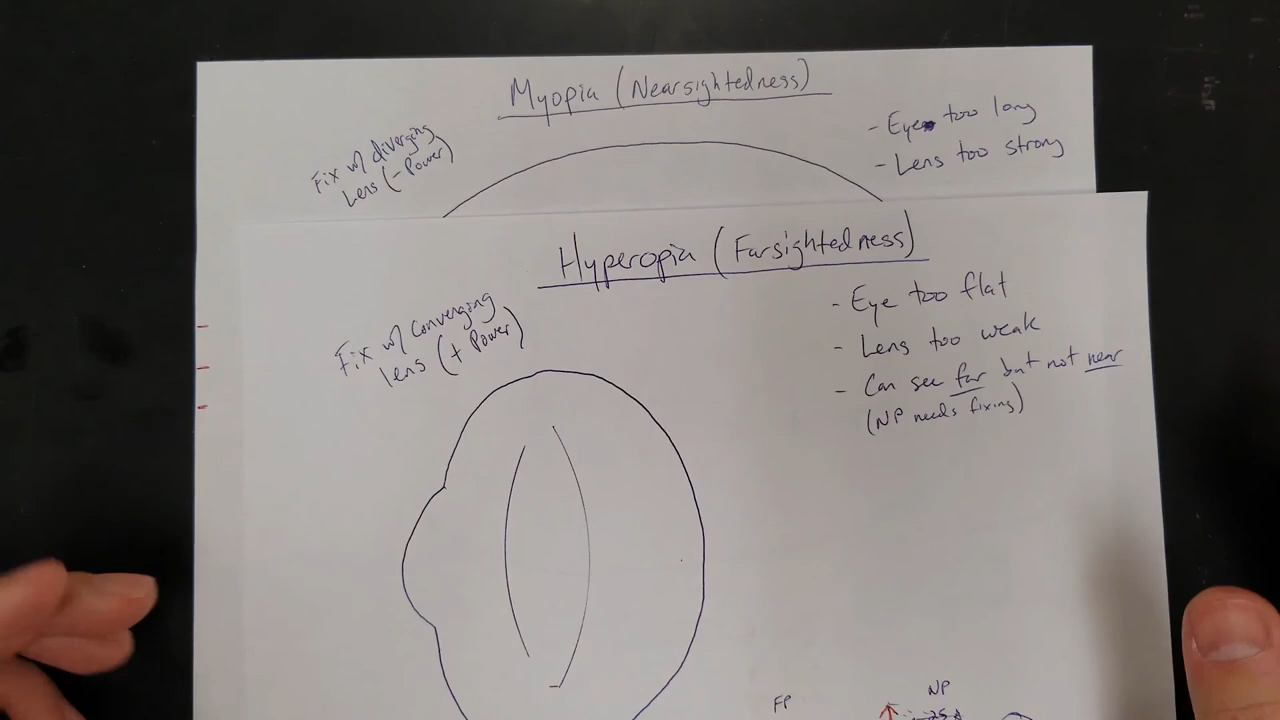 Myopia (Nearsightedness)
Fix w/ diverging
Lens (- Power)
- Eye too long
- Lens too strong
Hyperopia (Farsightedness)
Fix w/ Converging
lens (+ Power)
- Eye too flat
- Lens too weak
- Can see far but not near
(NP needs fixing)
FP
NP